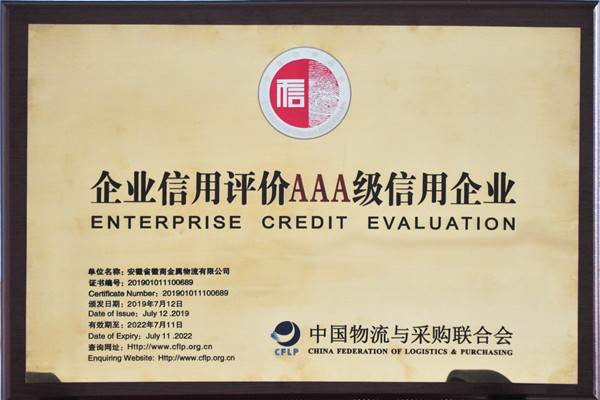 信
企业信用评价AAA级信用企业
ENTERPRISE CREDIT EVALUATION
单位名称：安徽省徽商金属物流有限公司
证书编号：201901011100689
Certificate Number：201901011100689
颁发日期：2019年7月12日
Date of Issue：July 12 .2019
有效期至：2022年7月11日
Date of Expiry：July 11 .2022
查询网址：Http://www.cflp.org.cn
Enquiring Website: Http://www.cflp.org.cn
CFLP
中国物流与采购联合会
CHINA FEDERATION OF LOGISTICS & PURCHASING